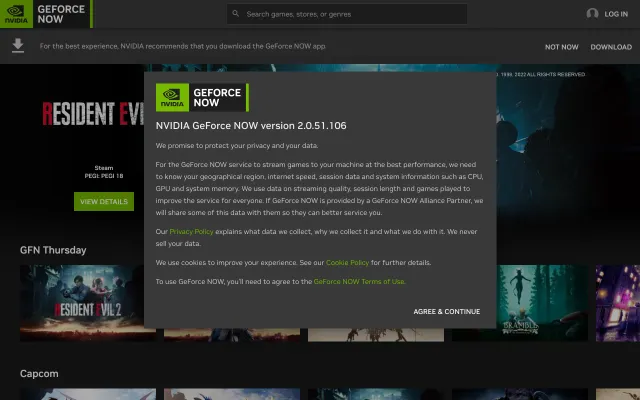 NVIDIA
GEFORCE
NOW
Search games, stores, or genres
LOG IN
For the best experience, NVIDIA recommends that you download the GeForce NOW app
NOT NOW
DOWNLOAD
1998, 2022 ALL RIGHTS RESERVED.
RESIDENT EVI
Steam
PEGI: PEGI 18
VIEW DETAILS
NVIDIA
GEFORCE
NOW
NVIDIA GeForce NOW version 2.0.51.106
We promise to protect your privacy and your data.
For the GeForce NOW service to stream games to your machine at the best performance, we need
to know your geographical region, internet speed, session data and system information such as CPU,
GPU and system memory. We use data on streaming quality, session length and games played to
improve the service for everyone. If GeForce NOW is provided by a GeForce NOW Alliance Partner, we
will share some of this data with them so they can better service you.
Our Privacy Policy explains what data we collect, why we collect it and what we do with it. We never
sell your data.
We use cookies to improve your experience. See our Cookie Policy for further details.
To use GeForce NOW, you'll need to agree to the GeForce NOW Terms of Use.
AGREE & CONTINUE
GFN Thursday
RESIDENT EVIL 2
BRAMBLE
Capcom